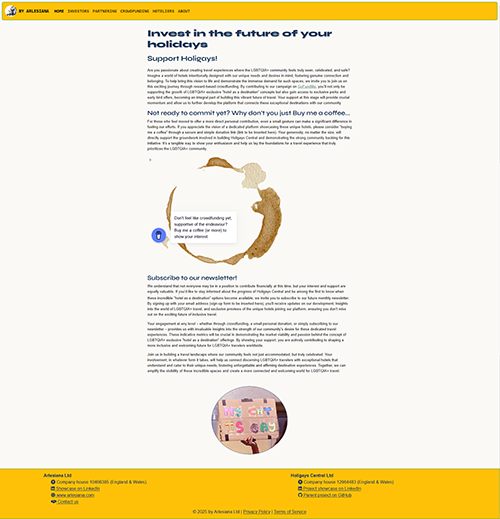 BY ARLESIANA HOME INVESTORS PARTNERING CROWDFUNDING HOTELIERS ABOUT
Invest in the future of your
holidays
Support Holigays!
Are you passionate about creating travel experiences where the LGBTQIA+ community feels truly seen, celebrated, and safe?
Imagine a world of hotels intentionally designed with our unique needs and desires in mind, fostering genuine connection and
belonging. To help bring this vision to life and demonstrate the immense demand for such spaces, we are inviting you to join us on
this exciting journey through reward-based crowdfunding. By contributing to our campaign on GoFundMe, you'll not only be
supporting the growth of LGBTQIA+ exclusive "hotel as a destination" concepts but also gain access to exclusive perks and
early bird offers, becoming an integral part of building this vibrant future of travel. Your support at this stage will provide crucial
momentum and allow us to further develop the platform that connects these exceptional destinations with our community.
Not ready to commit yet? Why don't you just Buy me a coffee...
For those who feel moved to offer a more direct personal contribution, even a small gesture can make a significant difference in
fueling our efforts. If you appreciate the vision of a dedicated platform showcasing these unique hotels, please consider "buying
me a coffee" through a secure and simple donation link (link to be inserted here). Your generosity, no matter the size, will
directly support the groundwork involved in building Holigays Central and demonstrating the strong community backing for this
initiative. It's a tangible way to show your enthusiasm and help us lay the foundations for a travel experience that truly
prioritises the LGBTQIA+ community.
Don't feel like crowdfunding yet,
supportive of the endeavour?
Buy me a coffee (or more) to
show your interest
Subscribe to our newsletter!
We understand that not everyone may be in a position to contribute financially at this time, but your interest and support are
equally valuable. If you'd like to stay informed about the progress of Holigays Central and be among the first to know when
these incredible "hotel as a destination" options become available, we invite you to subscribe to our future monthly newsletter.
By signing up with your email address (sign-up form to be inserted here), you'll receive updates on our development, insights
into the world of LGBTQIA+ travel, and exclusive previews of the unique hotels joining our platform, ensuring you don't miss
out on the exciting future of inclusive travel.
Your engagement at any level – whether through crowdfunding, a small personal donation, or simply subscribing to our
newsletter – provides us with invaluable insights into the strength of our community's desire for these dedicated travel
experiences. These indicative metrics will be crucial in demonstrating the market viability and passion behind the concept of
LGBTQIA+ exclusive "hotel as a destination" offerings. By showing your support, you are actively contributing to shaping a
more inclusive and welcoming future for LGBTQIA+ travelers worldwide.
Join us in building a travel landscape where our community feels not just accommodated, but truly celebrated. Your
involvement, in whatever form it takes, will help us connect discerning LGBTQIA+ travelers with exceptional hotels that
understand and cater to their unique needs, fostering unforgettable and affirming destination experiences. Together, we can
amplify the visibility of these incredible spaces and create a more connected and welcoming world for LGBTQIA+ travel.
MY CAT
IS GAY
Arlesiana Ltd
Company house 10468385 (England & Wales)
Showcase on LinkedIn
www.arlesiana.com
Contact us
Holigays Central Ltd
Company house 12964483 (England & Wales)
Project showcase on LinkedIn
Parent project on GitHub
© 2025 by Arlesiana Ltd | Privacy Policy | Terms of Service